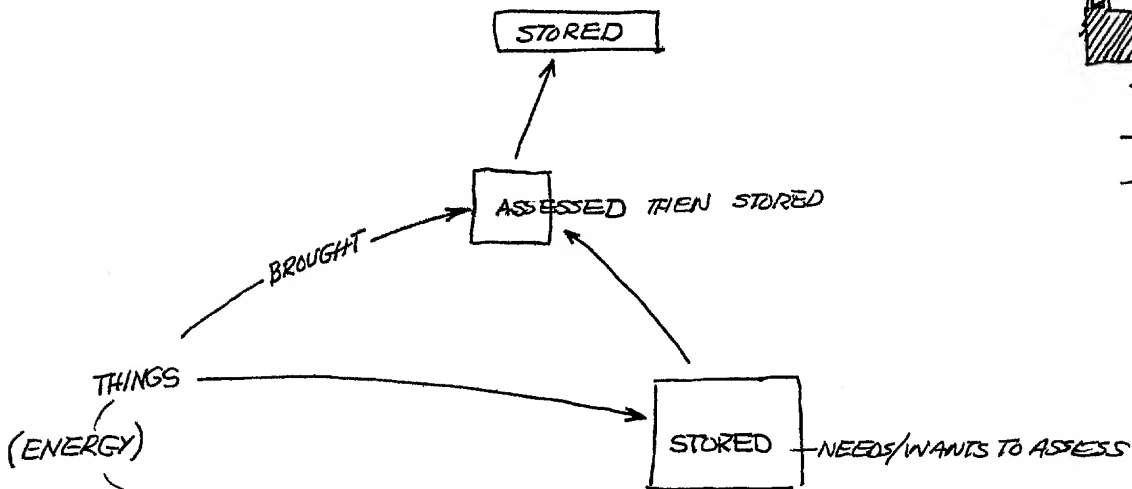 STORED
ASSESSED THEN STORED
BROUGHT
THINGS
(ENERGY)
STORED – NEEDS/WANTS TO ASSESS